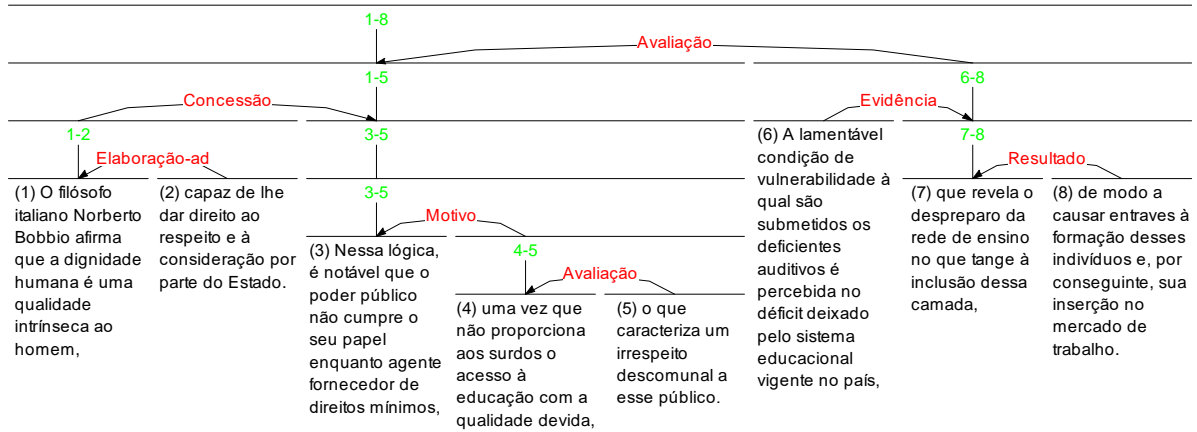 1-8
Avaliação
1-5
6-8
Concessão
Evidência
1-2
3-5
7-8
Elaboração-ad
Resultado
3-5
Motivo
4-5
Avaliação
(1) O filósofo
italiano Norberto
Bobbio afirma
que a dignidade
humana é uma
qualidade
intrínseca ao
homem,
(2) capaz de lhe
dar direito ao
respeito e à
consideração por
parte do Estado.
(3) Nessa lógica,
é notável que o
poder público
não cumpre o
seu papel
enquanto agente
fornecedor de
direitos mínimos,
(4) uma vez que
não proporciona
aos surdos o
acesso à
educação com a
qualidade devida,
(5) o que
caracteriza um
irrespeito
descomunal a
esse público.
(6) A lamentável
condição de
vulnerabilidade à
qual são
submetidos os
deficientes
auditivos é
percebida no
déficit deixado
pelo sistema
educacional
vigente no país,
(7) que revela o
despreparo da
rede de ensino
no que tange à
inclusão dessa
camada,
(8) de modo a
causar entraves à
formação desses
indivíduos e, por
conseguinte, sua
inserção no
mercado de
trabalho.